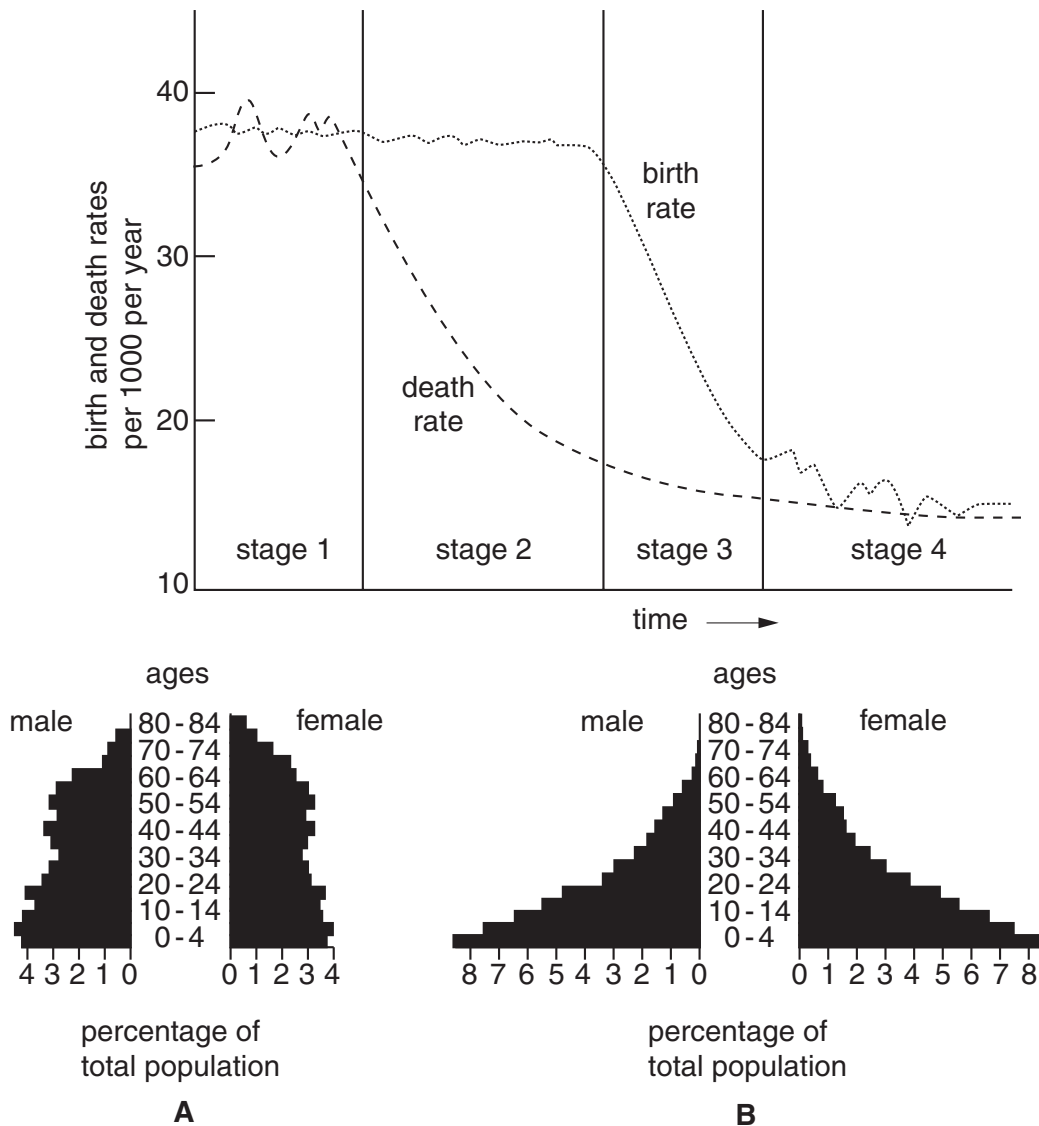 40
30
20
10
birth and death rates
per 1000 per year
birth
rate
death
rate
stage 1
stage 2
stage 3
stage 4
time
ages
male
female
80 - 84
70 - 74
60 - 64
50 - 54
40 - 44
30 - 34
20 - 24
10 - 14
0 - 4
4 3 2 1 0
0 1 2 3 4
percentage of
total population
A
ages
male
female
80 - 84
70 - 74
60 - 64
50 - 54
40 - 44
30 - 34
20 - 24
10 - 14
0 - 4
8 7 6 5 4 3 2 1 0
0 1 2 3 4 5 6 7 8
percentage of
total population
B